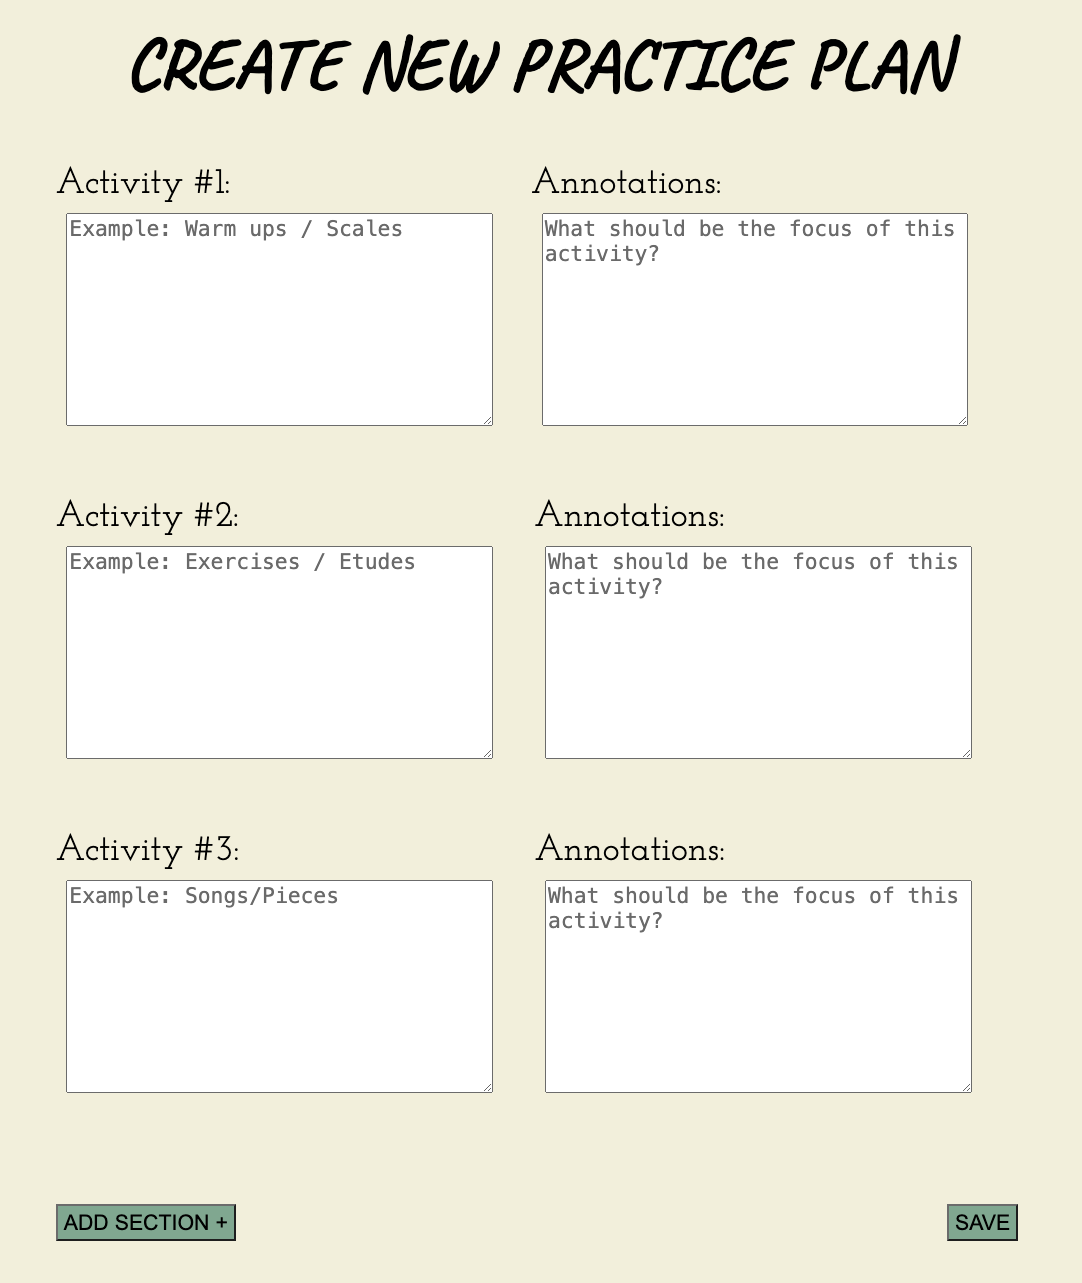 CREATE NEW PRACTICE PLAN
Activity #1:
Annotations:
Example: Warm ups / Scales
What should be the focus of this
activity?
Activity #2:
Annotations:
Example: Exercises / Etudes
What should be the focus of this
activity?
Activity #3:
Annotations:
Example: Songs/Pieces
What should be the focus of this
activity?
ADD SECTION +
SAVE